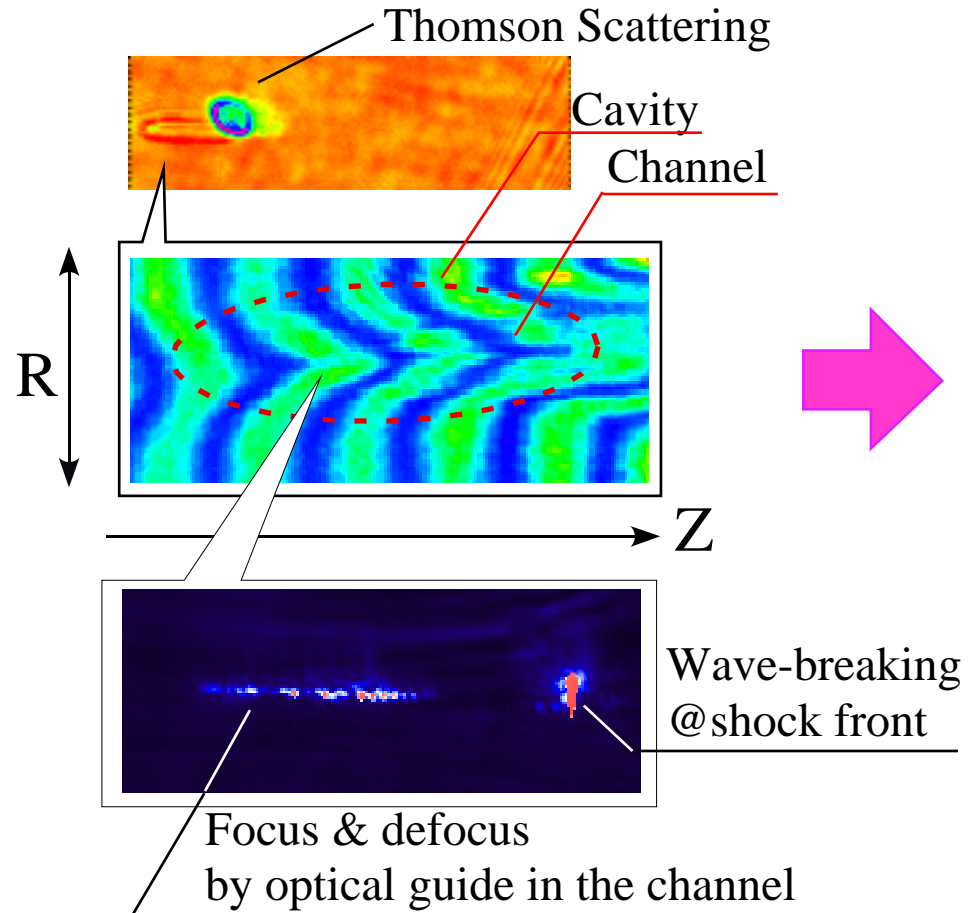 Thomson Scattering
Cavity
Channel
R
Z
Wave-breaking
@shock front
Focus & defocus
by optical guide in the channel